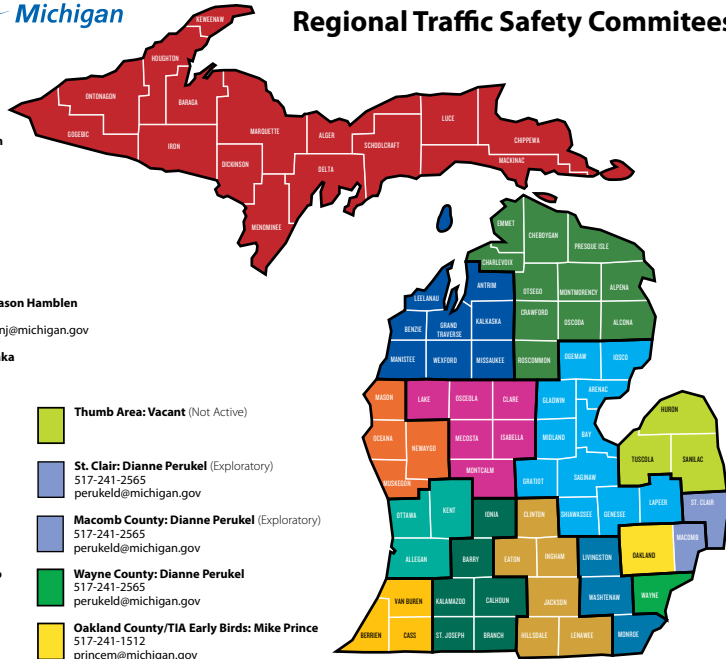 Michigan
Regional Traffic Safety Commitees
KEWEENAW
HOUGHTON
ONTONAGON
BARAGA
GOGEBIC
IRON
MARQUETTE
DICKINSON
MENOMINEE
ALGER
DELTA
SCHOOLCRAFT
LUCE
CHIPPEWA
MACKINAC
EMMET
CHEBOYGAN
PRESQUE ISLE
CHARLEVOIX
ANTRIM
OTSEGO
MONTMORENCY
ALPENA
LEELANAU
BENZIE
GRAND
TRAVERSE
KALKASKA
CRAWFORD
OSCODA
ALCONA
MANISTEE
WEXFORD
MISSAUKEE
ROSCOMMON
OGEMAW
IOSCO
MASON
LAKE
OSCEOLA
CLARE
GLADWIN
ARENAC
HURON
OCEANA
NEWAYGO
MECOSTA
ISABELLA
MIDLAND
BAY
TUSCOLA
SANILAC
MUSKEGON
MONTCALM
GRATIOT
SAGINAW
OTTAWA
KENT
IONIA
CLINTON
SHIAWASSEE
GENESEE
LAPEER
ST. CLAIR
ALLEGAN
BARRY
EATON
INGHAM
LIVINGSTON
OAKLAND
MACOMB
VAN BUREN
KALAMAZOO
CALHOUN
JACKSON
WASHTENAW
WAYNE
BERRIEN
CASS
ST. JOSEPH
BRANCH
HILLSDALE
LENAWEE
MONROE
ason Hamblen
nj@michigan.gov
ka
Thumb Area: Vacant (Not Active)
St. Clair: Dianne Perukel (Exploratory)
517-241-2565
perukeld@michigan.gov
Macomb County: Dianne Perukel (Exploratory)
517-241-2565
perukeld@michigan.gov
Wayne County: Dianne Perukel
517-241-2565
perukeld@michigan.gov
Oakland County/TIA Early Birds: Mike Prince
517-241-1512
princem@michigan.gov